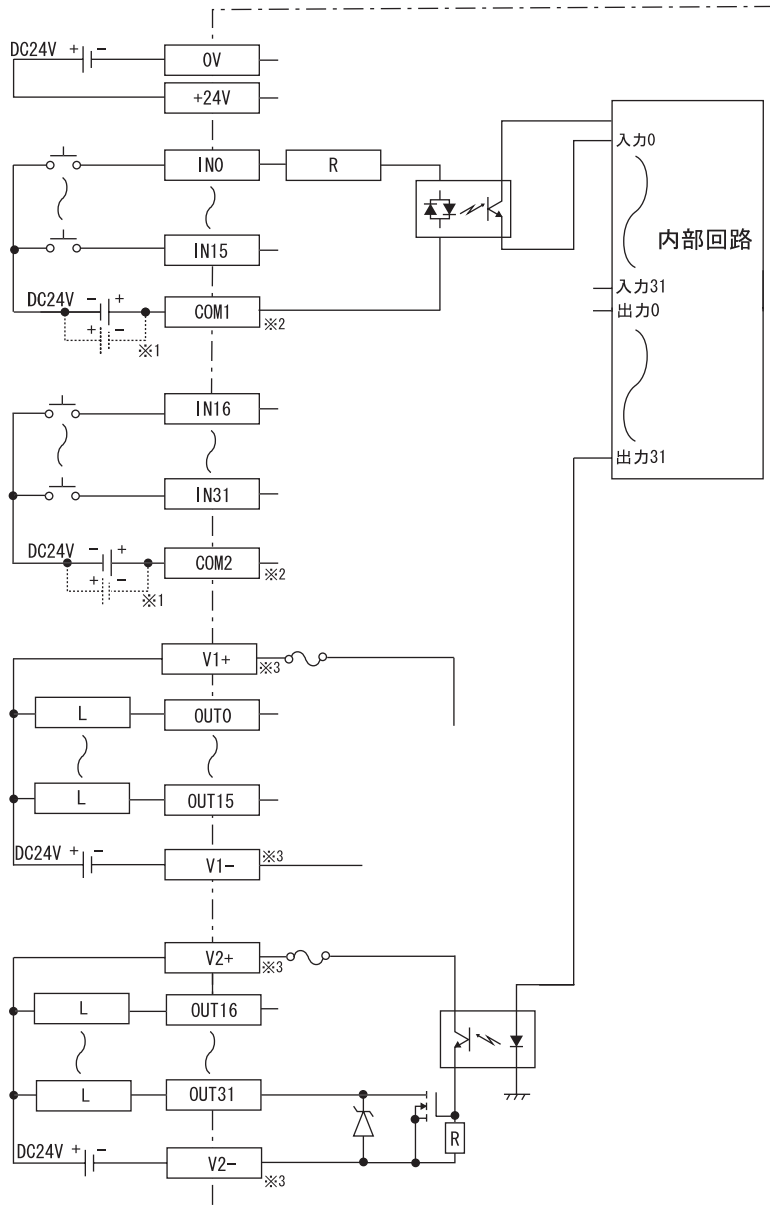 DC24V + − 0V
+24V
IN0 R
入力0
内部回路
IN15
入力31
DC24V − + COM1 ※2
出力0
+ − ※1
IN16
出力31
IN31
DC24V − + COM2 ※2
+ − ※1
V1+ ※3
L OUT0
L OUT15
DC24V + − V1- ※3
V2+ ※3
L OUT16
L OUT31
R
DC24V + − V2- ※3